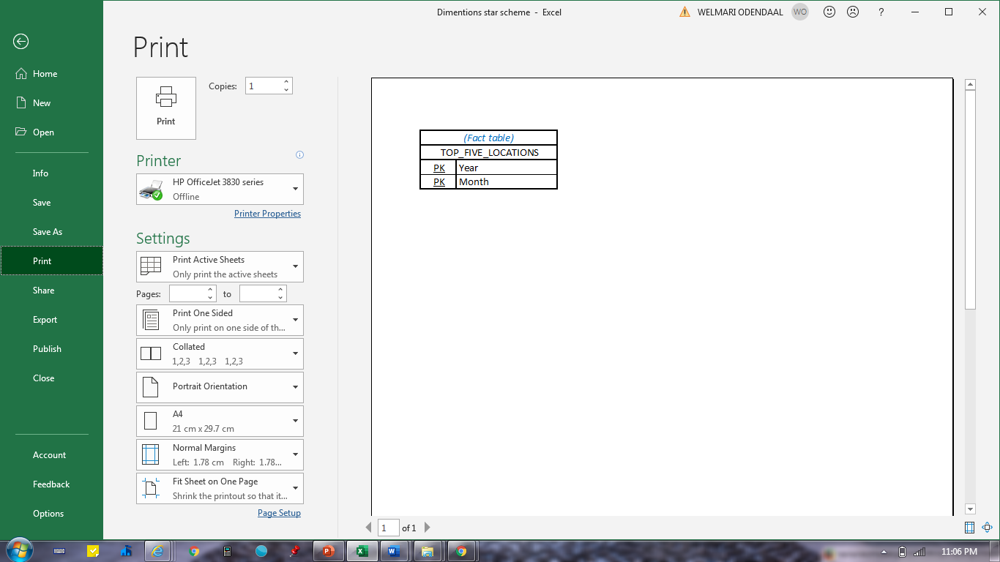 Dimentions star scheme - Excel
WELMARI ODENDAAL
WO
?
Print
Home
New
Open
Info
Save
Save As
Print
Share
Export
Publish
Close
Account
Feedback
Options
Print
Copies: 1
Printer
HP OfficeJet 3830 series
Offline
Printer Properties
Settings
Print Active Sheets
Only print the active sheets
Pages: to
Print One Sided
Only print on one side of th...
Collated
1,2,3 1,2,3 1,2,3
Portrait Orientation
A4
21 cm x 29.7 cm
Normal Margins
Left: 1.78 cm Right: 1.78...
Fit Sheet on One Page
Shrink the printout so that it...
Page Setup
(Fact table)
TOP_FIVE_LOCATIONS
PK Year
PK Month
1 of 1
11:06 PM